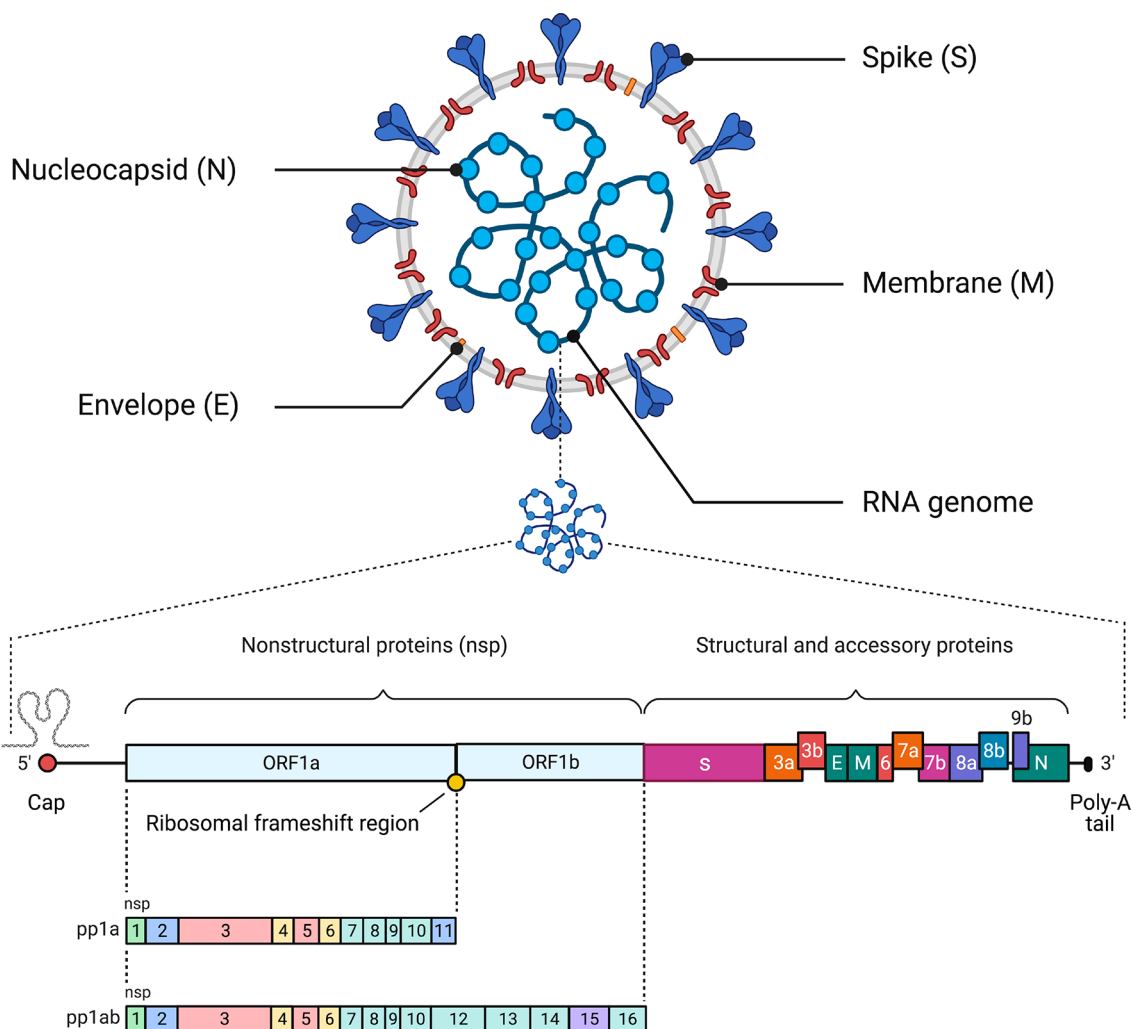 Spike (S)
Nucleocapsid (N)
Membrane (M)
Envelope (E)
RNA genome
Nonstructural proteins (nsp)
Structural and accessory proteins
9b
5' ORF1a ORF1b S 3a 3b E M 6 7a 7b 8a 8b N 3'
Cap
Poly-A
tail
Ribosomal frameshift region
nsp
pp1a 1 2 3 4 5 6 7 8 9 10 11
nsp
pp1ab 1 2 3 4 5 6 7 8 9 10 12 13 14 15 16